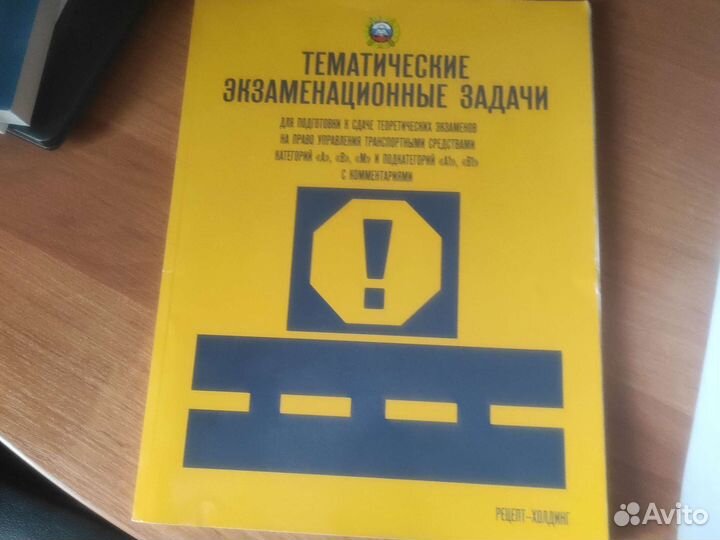 ТЕМАТИЧЕСКИЕ
ЭКЗАМЕНАЦИОННЫЕ ЗАДАЧИ
ДЛЯ ПОДГОТОВКИ К СДАЧЕ ТЕОРЕТИЧЕСКИХ ЭКЗАМЕНОВ
НА ПРАВО УПРАВЛЕНИЯ ТРАНСПОРТНЫМИ СРЕДСТВАМИ
КАТЕГОРИЙ «А», «В», «М» И ПОДКАТЕГОРИЙ «А1», «В1»
С КОММЕНТАРИЯМИ
!
РЕЦЕПТ-ХОЛДИНГ
Avito